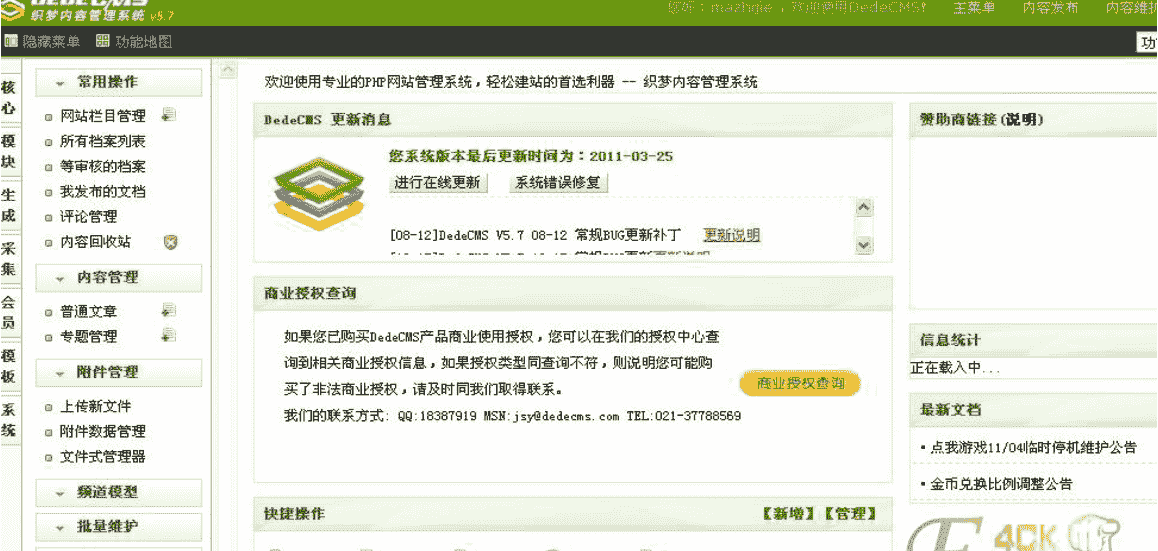 DEDECMS
织梦内容管理系统 v5.7
您好：mazhqie ，欢迎使用DedeCMS！ 主菜单 内容发布 内容维护
隐藏菜单 功能地图
核心
模块
生成
采集
会员
模板
系统
常用操作
网站栏目管理
所有档案列表
等审核的档案
我发布的文档
评论管理
内容回收站
内容管理
普通文章
专题管理
附件管理
上传新文件
附件数据管理
文件式管理器
频道模型
批量维护
欢迎使用专业的PHP网站管理系统，轻松建站的首选利器 -- 织梦内容管理系统
DedeCMS 更新消息
您系统版本最后更新时间为：2011-03-25
进行在线更新 系统错误修复
[08-12]DedeCMS V5.7 08-12 常规BUG更新补丁 更新说明
商业授权查询
如果您已购买DedeCMS产品商业使用授权，您可以在我们的授权中心查
询到相关商业授权信息，如果授权类型同查询不符，则说明您可能购
买了非法商业授权，请及时同我们取得联系。
我们的联系方式: QQ:18387919 MSN:jsy@dedecms.com TEL:021-37788569
商业授权查询
快捷操作 【新增】【管理】
赞助商链接(说明)
信息统计
正在载入中...
最新文档
点我游戏11/04临时停机维护公告
金币兑换比例调整公告